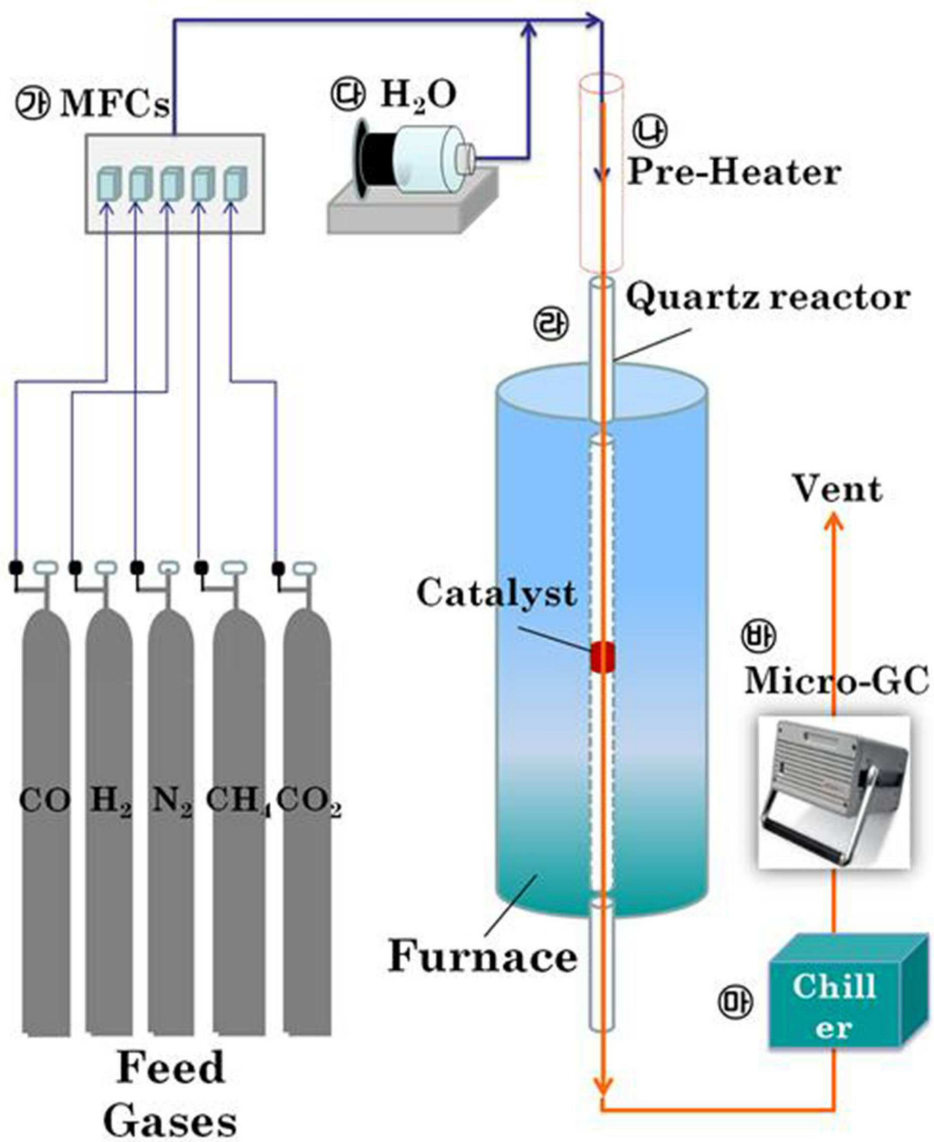 ㉮ MFCs
㉰ H₂O
㉯
Pre-Heater
Quartz reactor
㉱
Vent
Catalyst
㉳
Micro-GC
CO H₂ N₂ CH₄ CO₂
Furnace
㉲
Chill
er
Feed
Gases